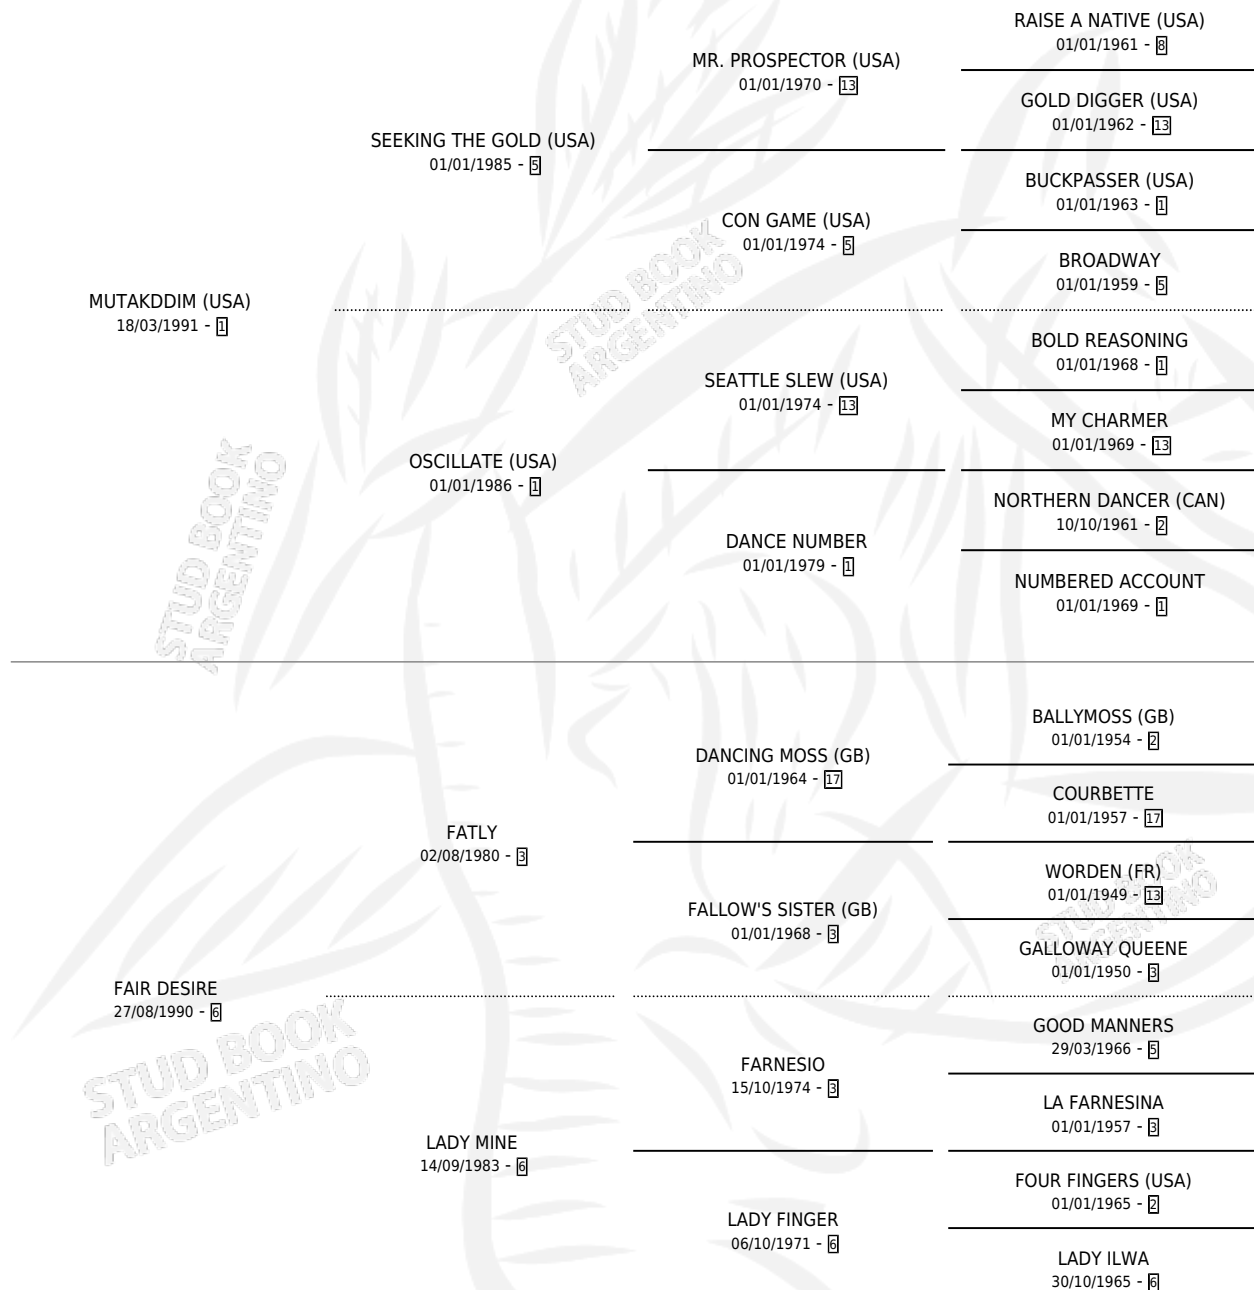 RAISE A NATIVE (USA)
01/01/1961 - 8
MR. PROSPECTOR (USA)
01/01/1970 - 13
GOLD DIGGER (USA)
01/01/1962 - 13
SEEKING THE GOLD (USA)
01/01/1985 - 5
BUCKPASSER (USA)
01/01/1963 - 1
CON GAME (USA)
01/01/1974 - 5
BROADWAY
01/01/1959 - 5
MUTAKDDIM (USA)
18/03/1991 - 1
BOLD REASONING
01/01/1968 - 1
SEATTLE SLEW (USA)
01/01/1974 - 13
MY CHARMER
01/01/1969 - 13
OSCILLATE (USA)
01/01/1986 - 1
NORTHERN DANCER (CAN)
10/10/1961 - 2
DANCE NUMBER
01/01/1979 - 1
NUMBERED ACCOUNT
01/01/1969 - 1
BALLYMOSS (GB)
01/01/1954 - 2
DANCING MOSS (GB)
01/01/1964 - 17
COURBETTE
01/01/1957 - 17
FATLY
02/08/1980 - 3
WORDEN (FR)
01/01/1949 - 13
FALLOW'S SISTER (GB)
01/01/1968 - 3
GALLOWAY QUEENE
01/01/1950 - 3
FAIR DESIRE
27/08/1990 - 6
GOOD MANNERS
29/03/1966 - 5
FARNESIO
15/10/1974 - 3
LA FARNESINA
01/01/1957 - 3
LADY MINE
14/09/1983 - 6
FOUR FINGERS (USA)
01/01/1965 - 2
LADY FINGER
06/10/1971 - 6
LADY ILWA
30/10/1965 - 6
STUD BOOK
ARGENTINO
STUD BOOK
ARGENTINO
STUD BOOK
ARGENTINO
STUD BOOK
ARGENTINO